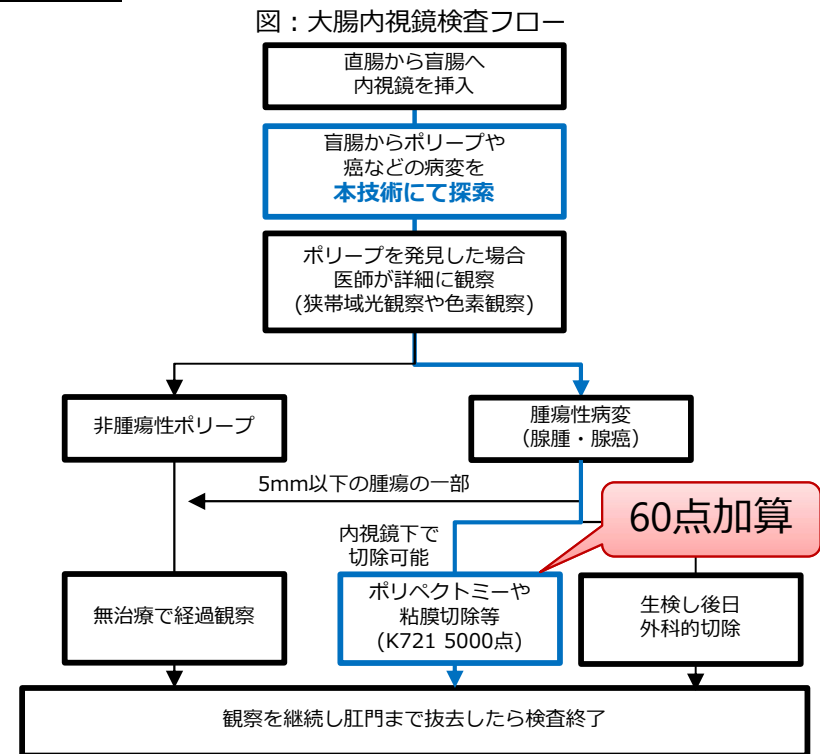 図：大腸内視鏡検査フロー
直腸から盲腸へ
内視鏡を挿入
盲腸からポリープや
癌などの病変を
本技術にて探索
ポリープを発見した場合
医師が詳細に観察
(狭帯域光観察や色素観察)
非腫瘍性ポリープ
腫瘍性病変
（腺腫・腺癌）
5mm以下の腫瘍の一部
60点加算
内視鏡下で
切除可能
無治療で経過観察
ポリペクトミーや
粘膜切除等
(K721 5000点)
生検し後日
外科的切除
観察を継続し肛門まで抜去したら検査終了